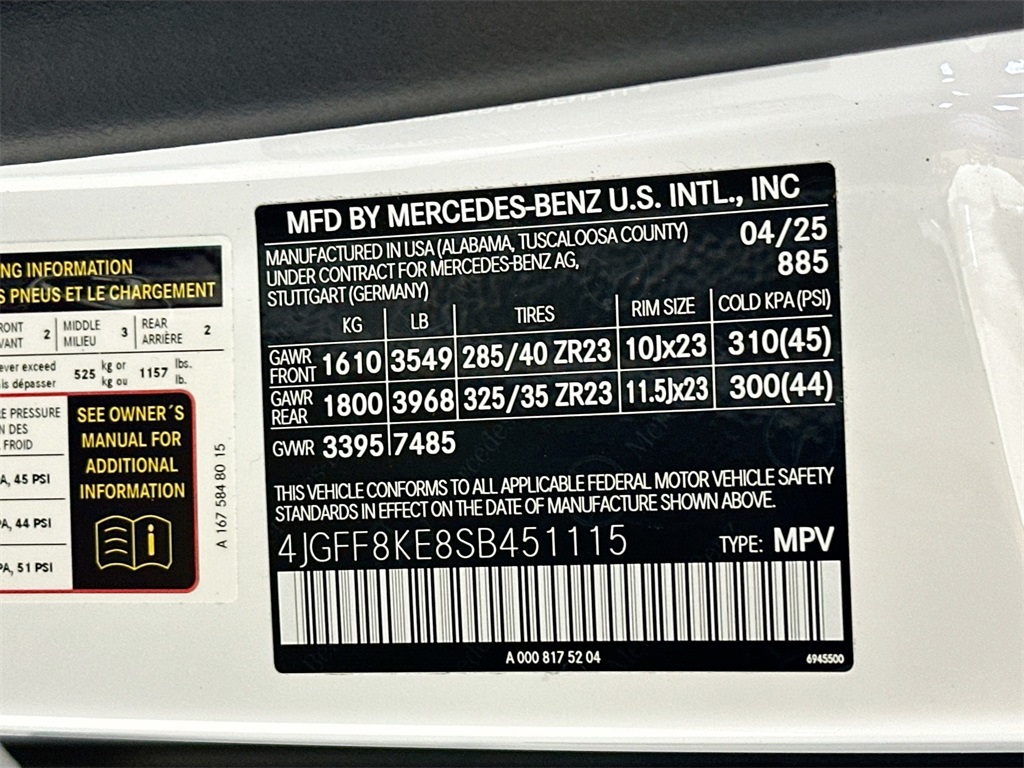 NG INFORMATION
S PNEUS ET LE CHARGEMENT
RONT
VANT 2
MIDDLE
MILIEU 3
REAR
ARRIÈRE 2
ever exceed
is dépasser
525 kg or
kg ou 1157 lbs.
lb.
E PRESSURE
N DES
FROID
A, 45 PSI
A, 44 PSI
A, 51 PSI
SEE OWNER´S
MANUAL FOR
ADDITIONAL
INFORMATION
A 167 584 80 15
MFD BY MERCEDES-BENZ U.S. INTL., INC
MANUFACTURED IN USA (ALABAMA, TUSCALOOSA COUNTY) 04/25
UNDER CONTRACT FOR MERCEDES-BENZ AG, 885
STUTTGART (GERMANY)
KG LB TIRES RIM SIZE COLD KPA (PSI)
GAWR
FRONT 1610 3549 285/40 ZR23 10Jx23 310(45)
GAWR
REAR 1800 3968 325/35 ZR23 11.5Jx23 300(44)
GVWR 3395 7485
THIS VEHICLE CONFORMS TO ALL APPLICABLE FEDERAL MOTOR VEHICLE SAFETY
STANDARDS IN EFFECT ON THE DATE OF MANUFACTURE SHOWN ABOVE.
4JGFF8KE8SB451115 TYPE: MPV
A 000 817 52 04 6945500